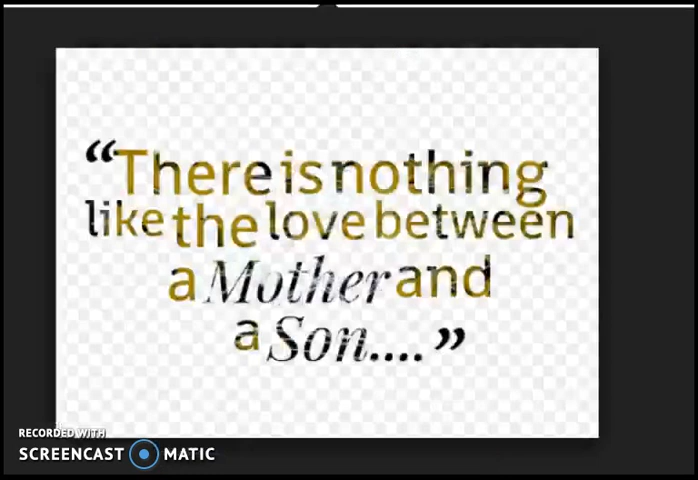 “There is nothing
like the love between
a Mother and
a Son....”
RECORDED WITH
SCREENCAST MATIC